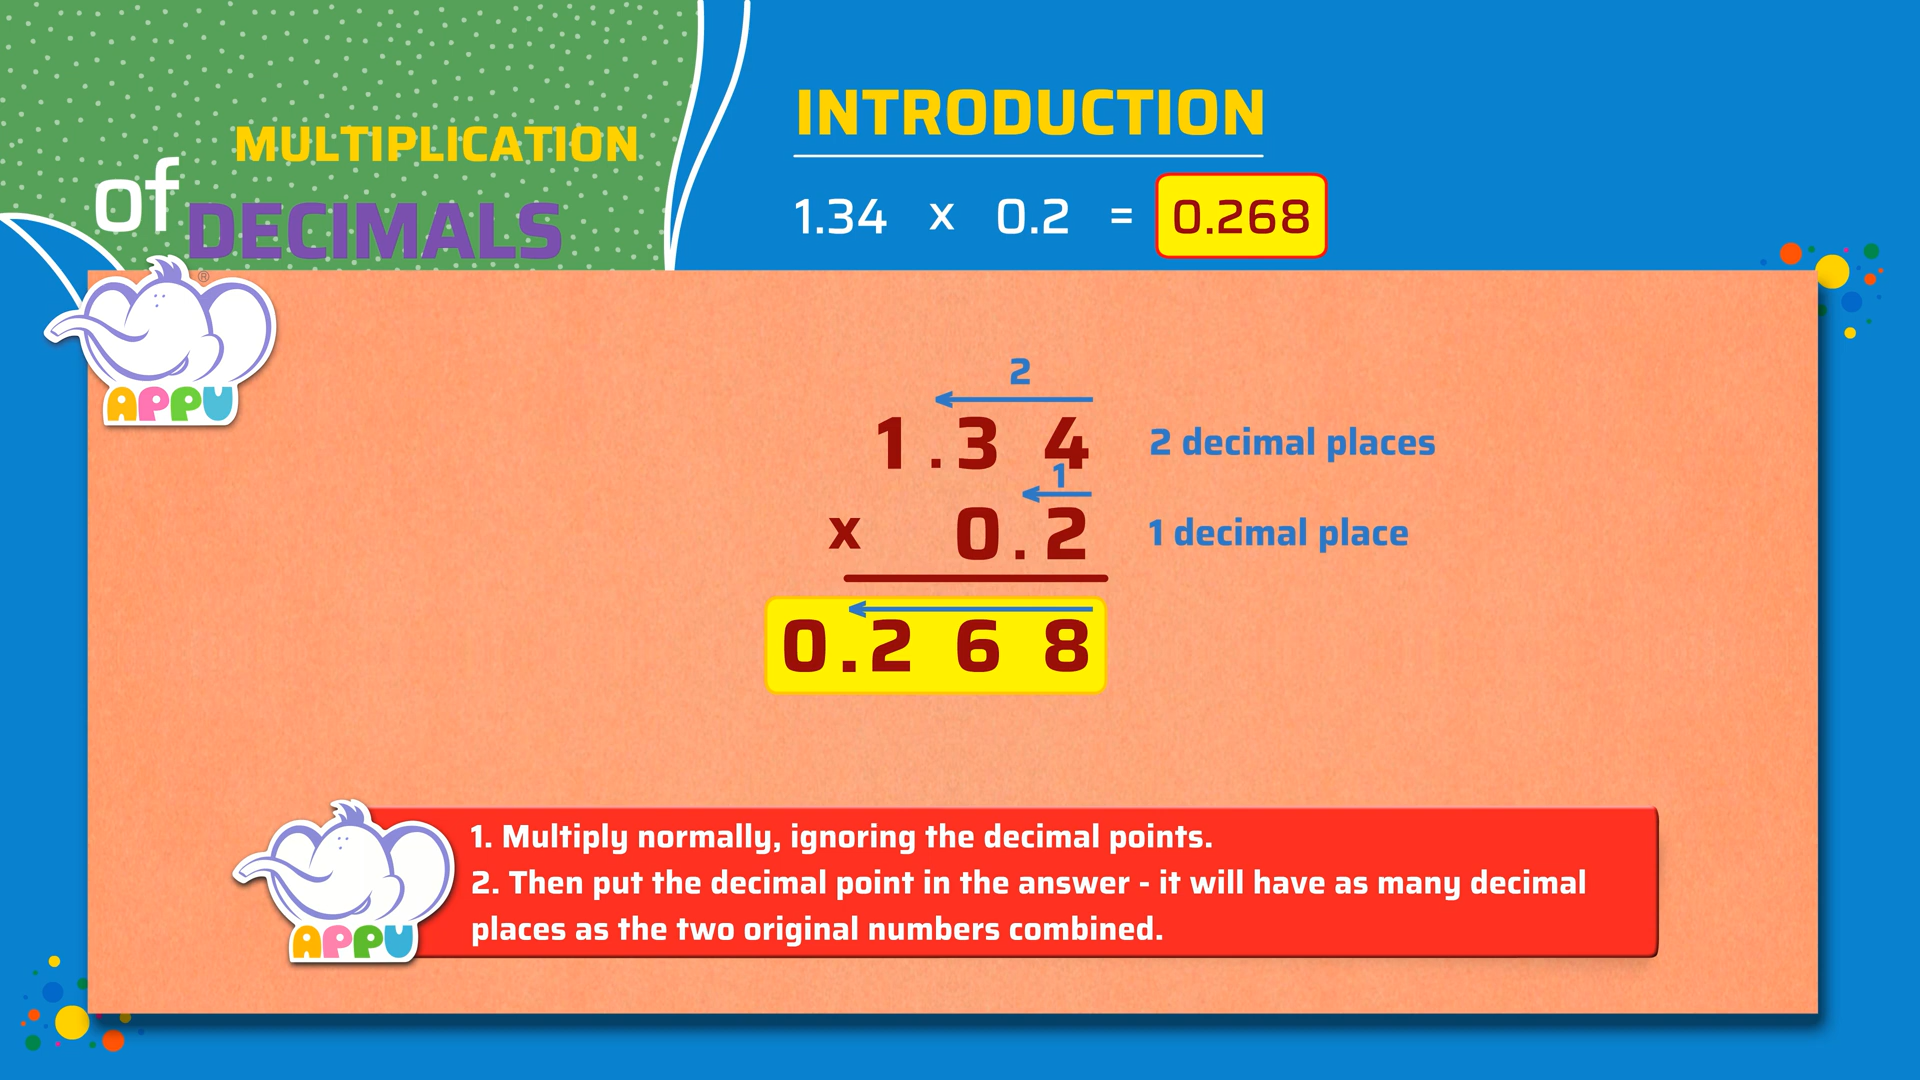 MULTIPLICATION
of DECIMALS
INTRODUCTION
1.34 x 0.2 = 0.268
®
APPU
2
1.3 4 2 decimal places
1
x 0.2 1 decimal place
0.2 6 8
1. Multiply normally, ignoring the decimal points.
2. Then put the decimal point in the answer - it will have as many decimal
places as the two original numbers combined.
APPU